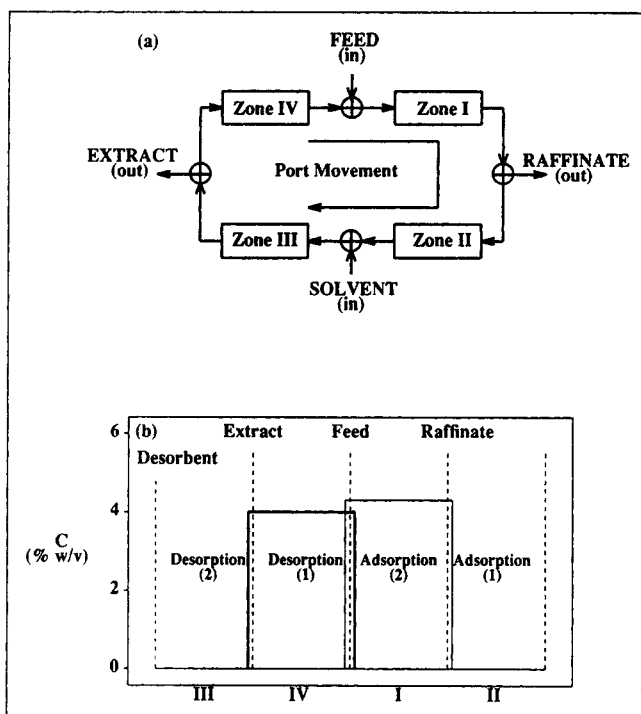 (a)
FEED
(in)
Zone IV
Zone I
EXTRACT
(out)
Port Movement
RAFFINATE
(out)
Zone III
Zone II
SOLVENT
(in)
6
(b)
Extract
Feed
Raffinate
Desorbent
4
C
(% w/v)
Desorption
(2)
Desorption
(1)
Adsorption
(2)
Adsorption
(1)
2
0
III
IV
I
II